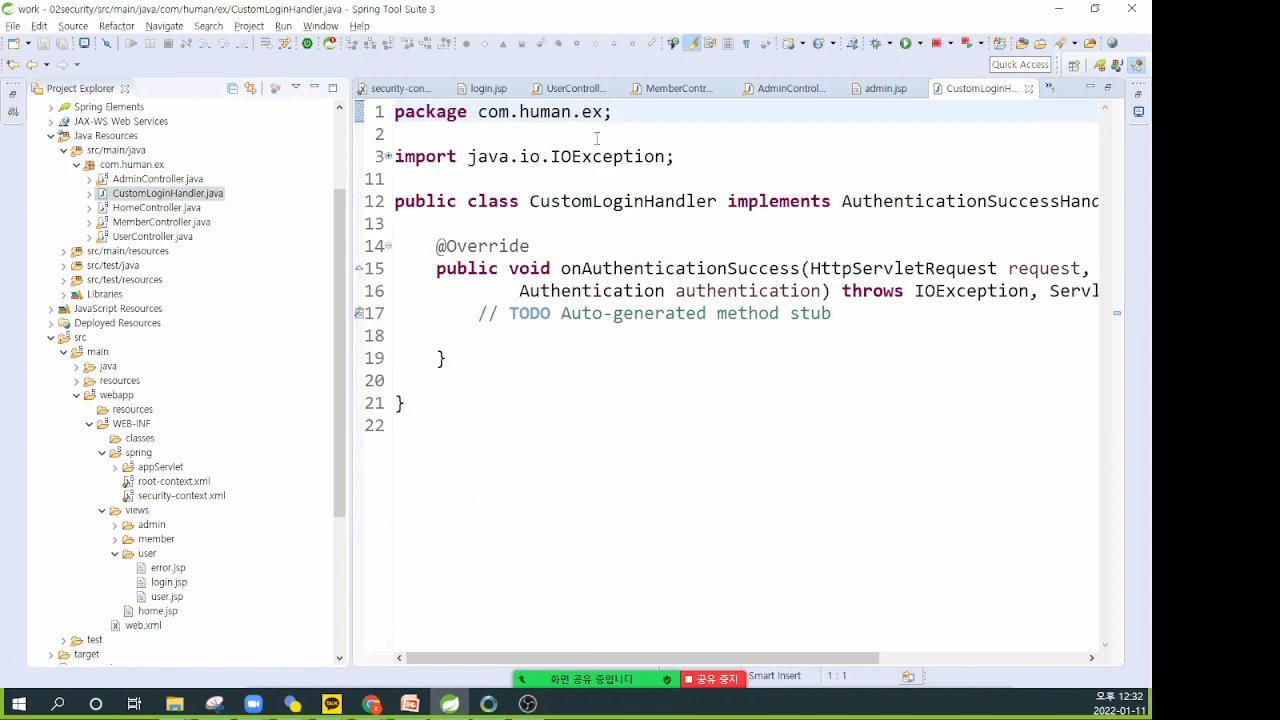 work - 02security/src/main/java/com/human/ex/CustomLoginHandler.java - Spring Tool Suite 3
File Edit Source Refactor Navigate Search Project Run Window Help
Quick Access
Project Explorer
security-con...
login.jsp
UserControll...
MemberContr...
AdminControl...
admin.jsp
CustomLoginH...
Spring Elements
JAX-WS Web Services
Java Resources
src/main/java
com.human.ex
AdminController.java
CustomLoginHandler.java
HomeController.java
MemberController.java
UserController.java
src/main/resources
src/test/java
src/test/resources
Libraries
JavaScript Resources
Deployed Resources
src
main
java
resources
webapp
resources
WEB-INF
classes
spring
appServlet
root-context.xml
security-context.xml
views
admin
member
user
error.jsp
login.jsp
user.jsp
home.jsp
web.xml
test
target
1 package com.human.ex;
2
3 import java.io.IOException;
11
12 public class CustomLoginHandler implements AuthenticationSuccessHand
13
14 @Override
15 public void onAuthenticationSuccess(HttpServletRequest request,
16 Authentication authentication) throws IOException, Servl
17 // TODO Auto-generated method stub
18
19 }
20
21 }
22
화면 공유 중입니다
공유 중지
Smart Insert
1 : 1
TALK
오후 12:32
2022-01-11